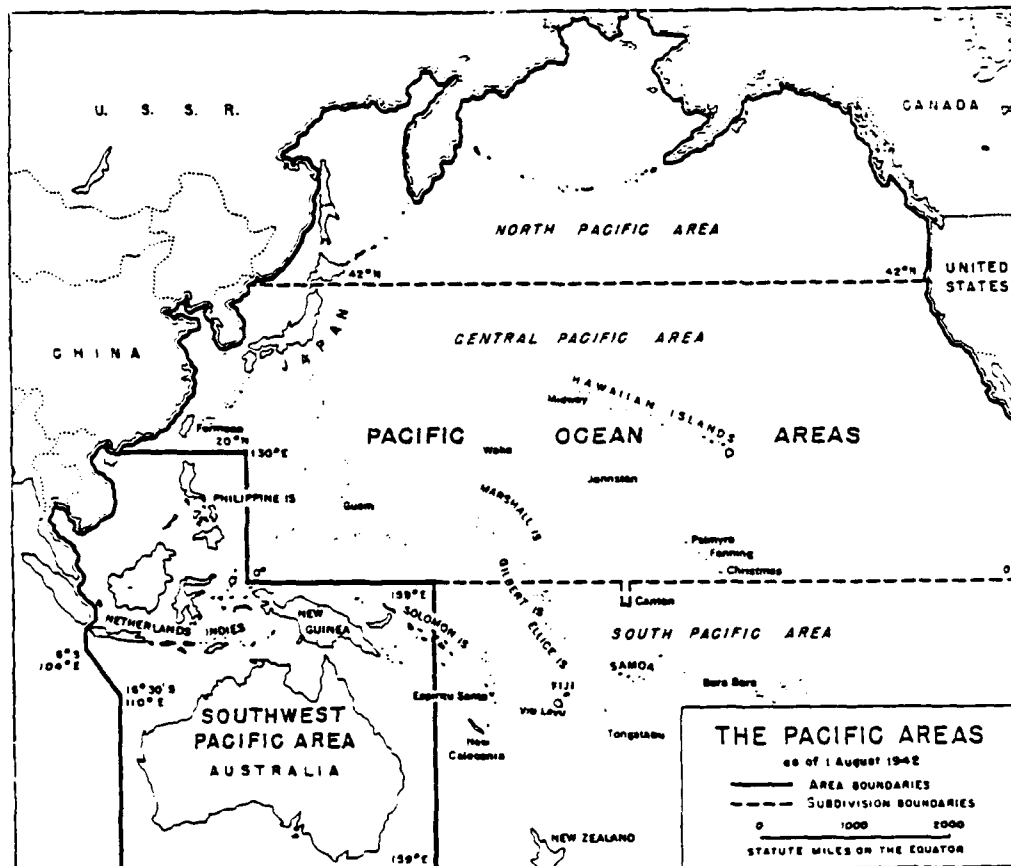 U. S. S. R.
CANADA
NORTH PACIFIC AREA
42°N
42°N
UNITED
STATES
CHINA
JAPAN
CENTRAL PACIFIC AREA
HAWAIIAN ISLANDS
Midway
Formosa
20°N
130°E
PACIFIC OCEAN AREAS
Wake
Johnston
PHILIPPINE IS
Guam
MARSHALL IS
Palmyra
Fanning
Christmas
0°
0
159°E
GILBERT IS
ELLICE IS
Canton
NETHERLANDS INDIES
NEW
GUINEA
SOLOMON IS
SOUTH PACIFIC AREA
104°E
SAMOA
16°30'S
110°E
Espiritu Santo
FIJI
Bora Bora
SOUTHWEST
PACIFIC AREA
AUSTRALIA
Viti Levu
New
Caledonia
Tongatabu
NEW ZEALAND
159°E
THE PACIFIC AREAS
as of 1 August 1942
AREA BOUNDARIES
SUBDIVISION BOUNDARIES
0 1000 2000
STATUTE MILES ON THE EQUATOR